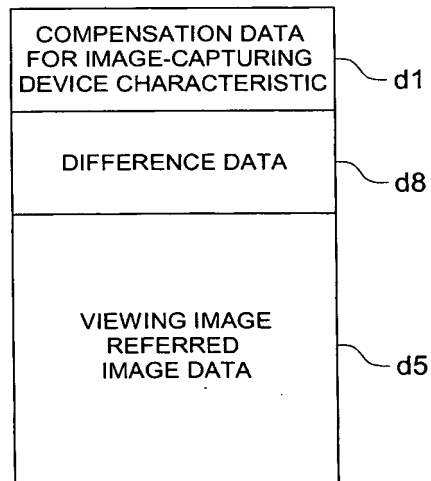 COMPENSATION DATA
FOR IMAGE-CAPTURING
DEVICE CHARACTERISTIC
d1
DIFFERENCE DATA
d8
VIEWING IMAGE
REFERRED
IMAGE DATA
d5